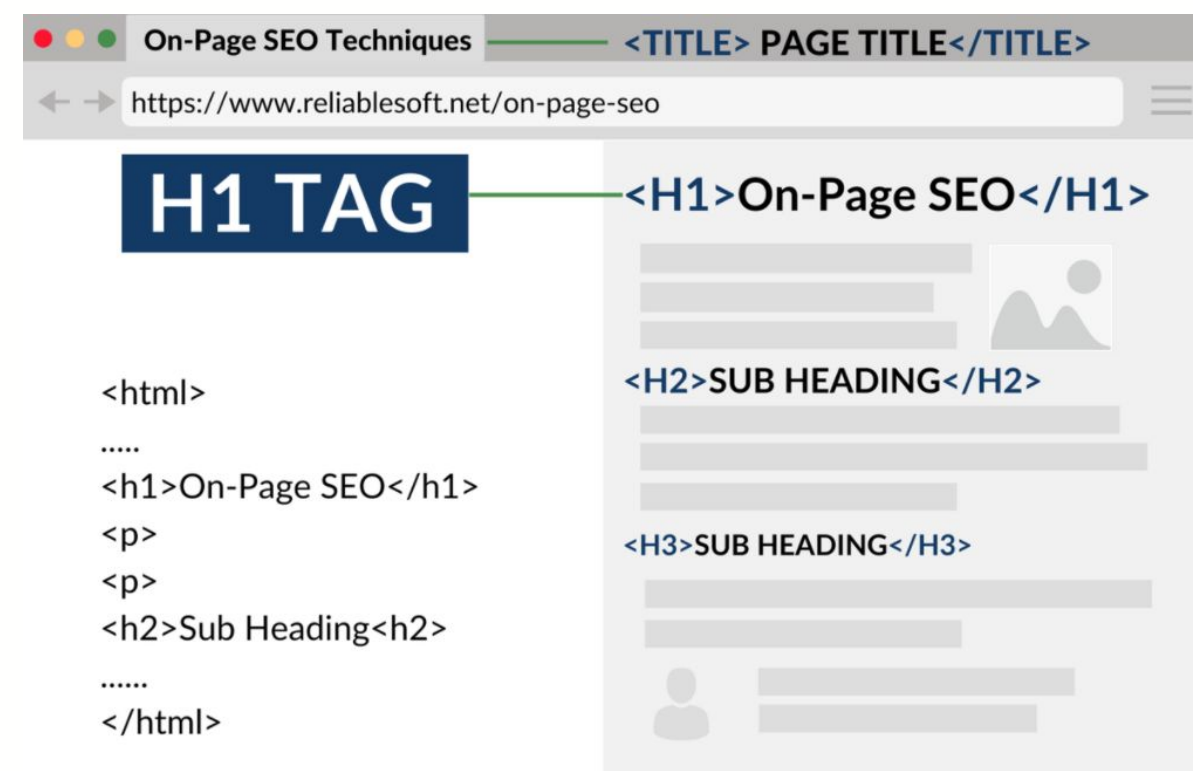 On-Page SEO Techniques
<TITLE> PAGE TITLE</TITLE>
https://www.reliablesoft.net/on-page-seo
H1 TAG
<html>
.....
<h1>On-Page SEO</h1>
<p>
<p>
<h2>Sub Heading<h2>
......
</html>
<H1>On-Page SEO</H1>
<H2>SUB HEADING</H2>
<H3>SUB HEADING</H3>